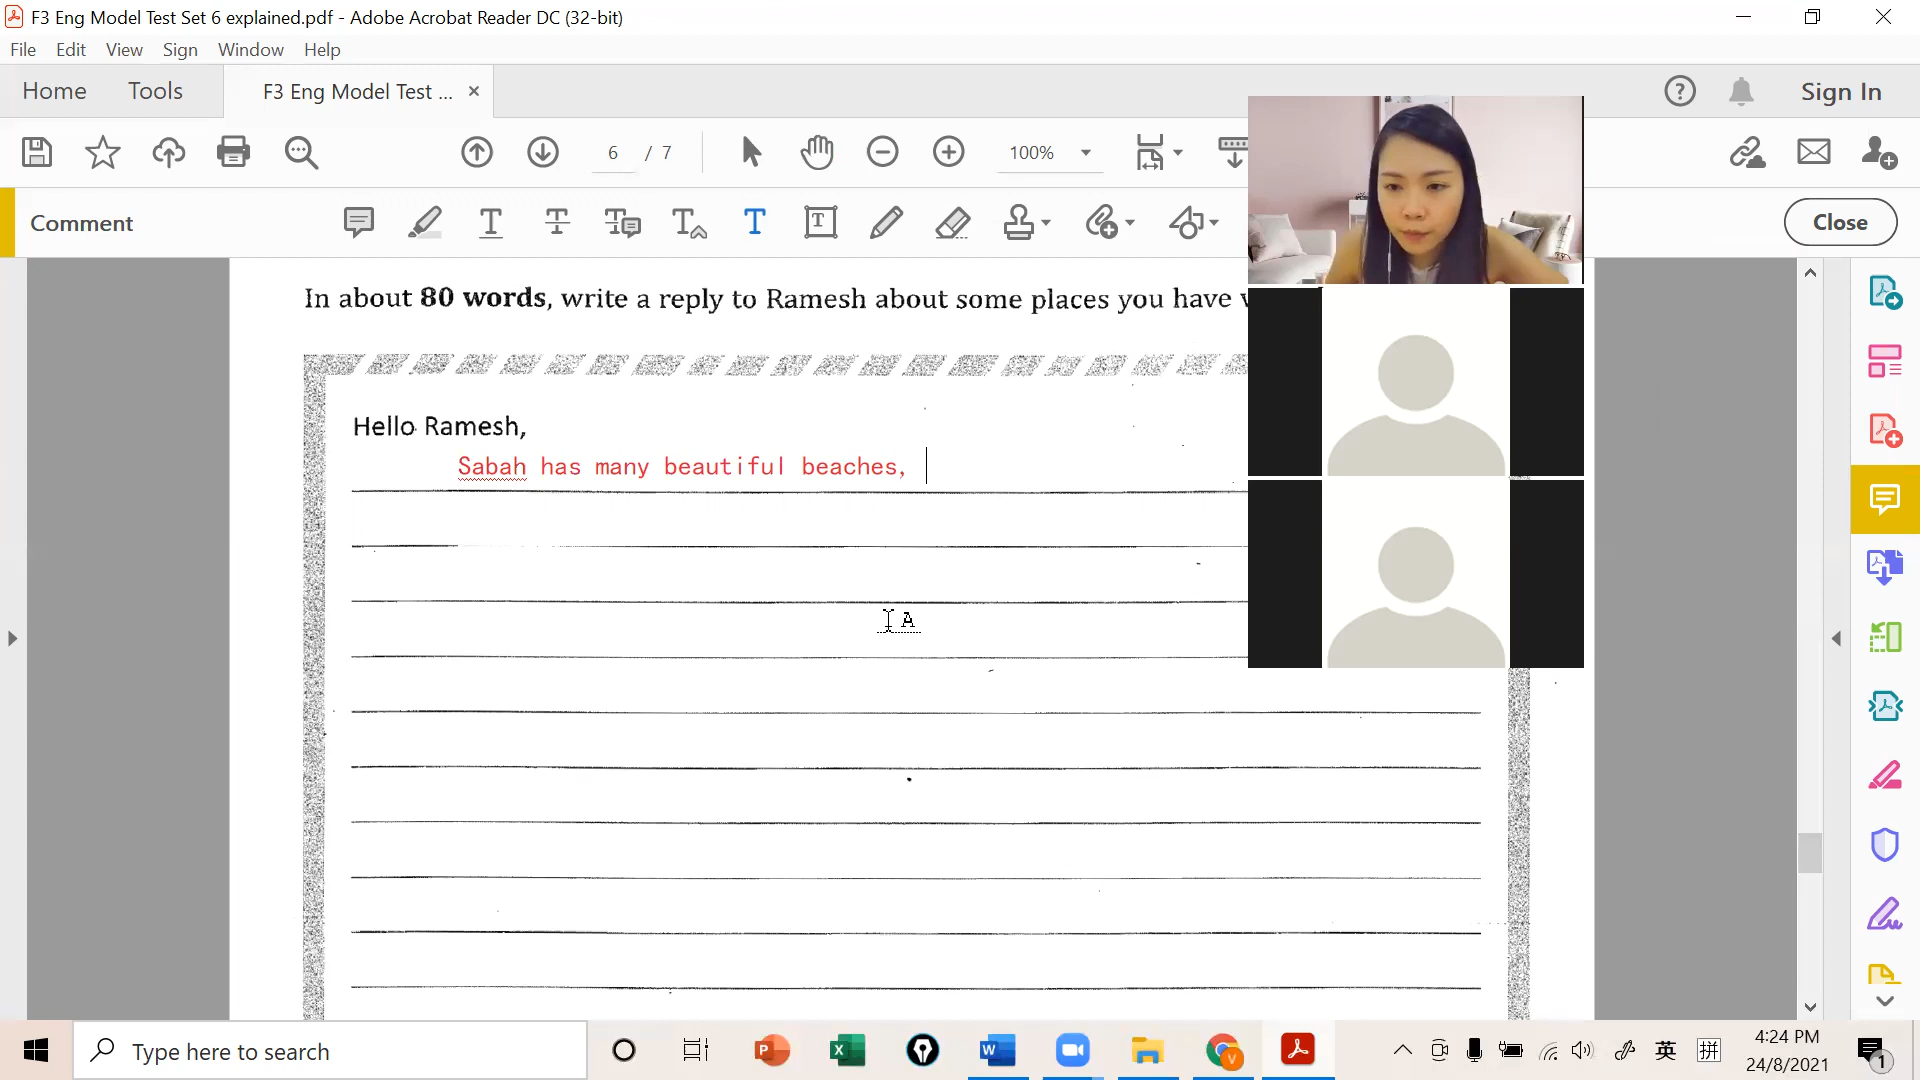 F3 Eng Model Test Set 6 explained.pdf - Adobe Acrobat Reader DC (32-bit)
File Edit View Sign Window Help
Home Tools F3 Eng Model Test ... × Sign In
6 / 7 100%
Comment Close
In about 80 words, write a reply to Ramesh about some places you have
Hello Ramesh,
Sabah has many beautiful beaches,
Type here to search
英 拼
4:24 PM
24/8/2021
1